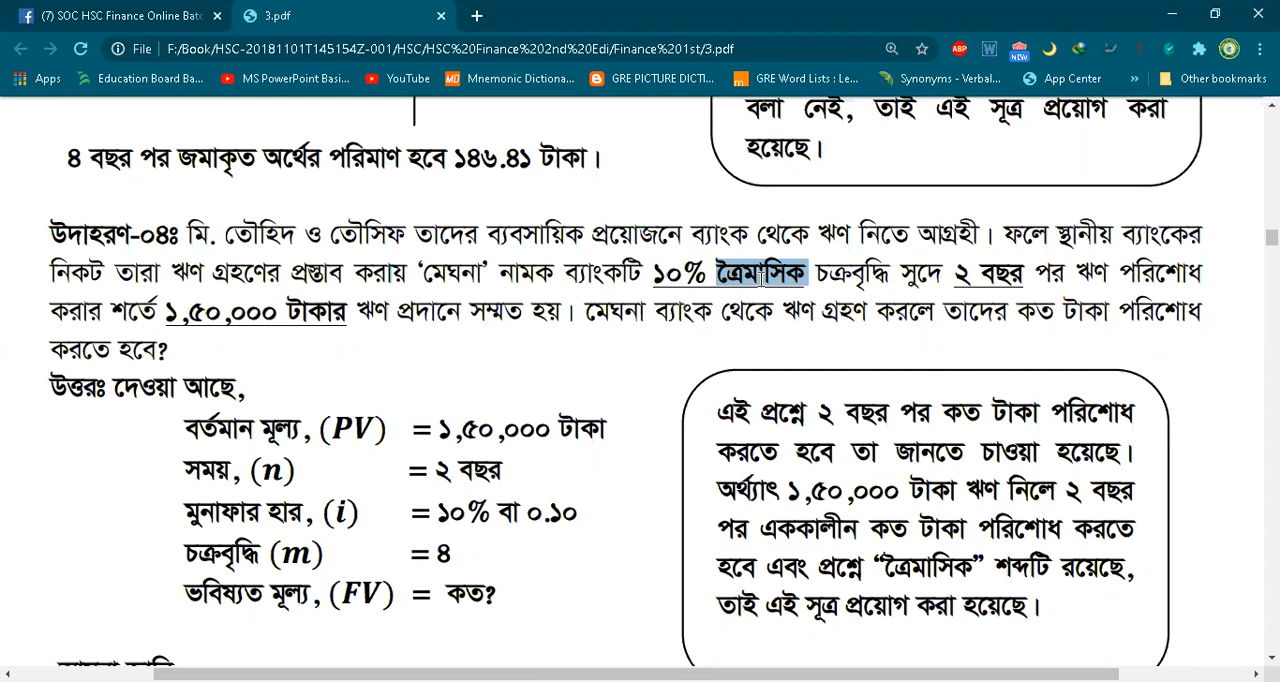 (7) SOC HSC Finance Online Batc
3.pdf
File F:/Book/HSC-20181101T145154Z-001/HSC/HSC%20Finance%202nd%20Edi/Finance%201st/3.pdf
Apps Education Board Ba... MS PowerPoint Basi... YouTube Mnemonic Dictiona... GRE PICTURE DICTI... GRE Word Lists : Le... Synonyms - Verbal... App Center » Other bookmarks
বলা নেই, তাই এই সূত্র প্রয়োগ করা
হয়েছে।
৪ বছর পর জমাকৃত অর্থের পরিমাণ হবে ১৪৬.৪১ টাকা।
উদাহরণ-০৪ঃ মি. তৌহিদ ও তৌসিফ তাদের ব্যবসায়িক প্রয়োজনে ব্যাংক থেকে ঋণ নিতে আগ্রহী। ফলে স্থানীয় ব্যাংকের
নিকট তারা ঋণ গ্রহণের প্রস্তাব করায় ‘মেঘনা’ নামক ব্যাংকটি ১০% ত্রৈমাসিক চক্রবৃদ্ধি সুদে ২ বছর পর ঋণ পরিশোধ
করার শর্তে ১,৫০,০০০ টাকার ঋণ প্রদানে সম্মত হয়। মেঘনা ব্যাংক থেকে ঋণ গ্রহণ করলে তাদের কত টাকা পরিশোধ
করতে হবে?
উত্তরঃ দেওয়া আছে,
বর্তমান মূল্য, (PV) = ১,৫০,০০০ টাকা
সময়, (n) = ২ বছর
মুনাফার হার, (i) = ১০% বা ০.১০
চক্রবৃদ্ধি (m) = ৪
ভবিষ্যত মূল্য, (FV) = কত?
এই প্রশ্নে ২ বছর পর কত টাকা পরিশোধ
করতে হবে তা জানতে চাওয়া হয়েছে।
অর্থ্যাৎ ১,৫০,০০০ টাকা ঋণ নিলে ২ বছর
পর এককালীন কত টাকা পরিশোধ করতে
হবে এবং প্রশ্নে “ত্রৈমাসিক” শব্দটি রয়েছে,
তাই এই সূত্র প্রয়োগ করা হয়েছে।